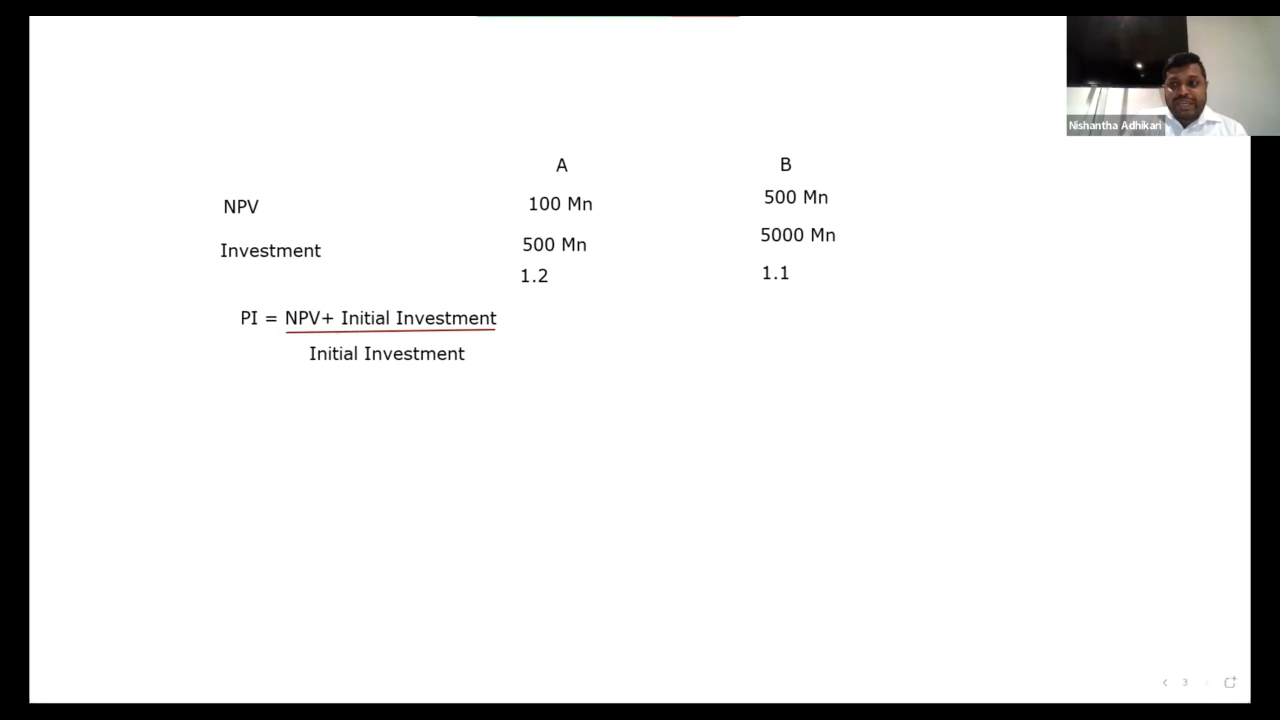 Nishantha Adhikari
A B
NPV 100 Mn 500 Mn
Investment 500 Mn 5000 Mn
1.2 1.1
PI = NPV+ Initial Investment
Initial Investment
3